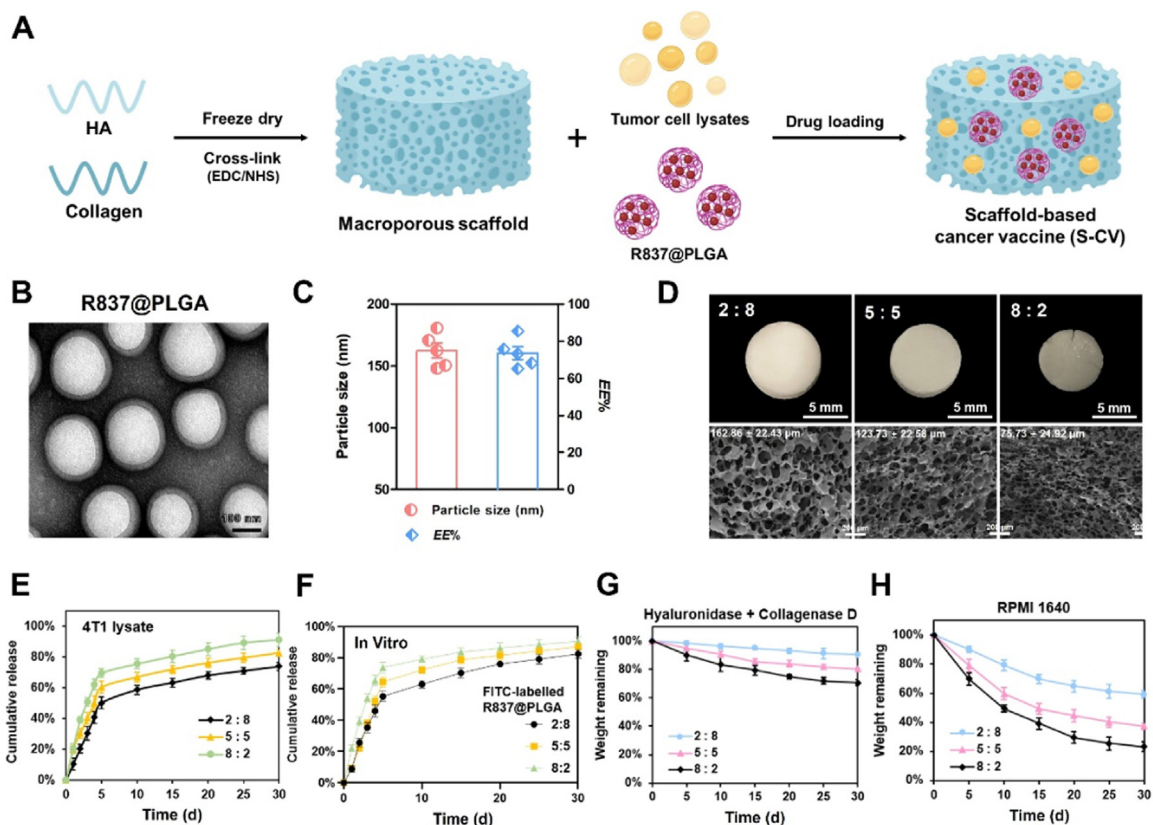 A
HA
Collagen
Freeze dry
Cross-link
(EDC/NHS)
Macroporous scaffold
+
Tumor cell lysates
R837@PLGA
Drug loading
Scaffold-based
cancer vaccine (S-CV)
B
R837@PLGA
100 nm
C
Particle size (nm)
200
150
100
50
EE%
100
80
60
40
20
0
Particle size (nm)
EE%
D
2 : 8
5 : 5
8 : 2
5 mm
5 mm
5 mm
162.86 ± 22.43 μm
123.73 ± 22.58 μm
75.73 ± 24.92 μm
200 μm
E
4T1 lysate
Cumulative release
100%
80%
60%
40%
20%
0%
2 : 8
5 : 5
8 : 2
0 5 10 15 20 25 30
Time (d)
F
In Vitro
Cumulative release
100%
80%
60%
40%
20%
0%
FITC-labelled
R837@PLGA
2:8
5:5
8:2
0 5 10 15 20 25 30
Time (d)
G
Hyaluronidase + Collagenase D
Weight remaining
100%
80%
60%
40%
20%
0%
2 : 8
5 : 5
8 : 2
0 5 10 15 20 25 30
Time (d)
H
RPMI 1640
Weight remaining
100%
80%
60%
40%
20%
0%
2 : 8
5 : 5
8 : 2
0 5 10 15 20 25 30
Time (d)